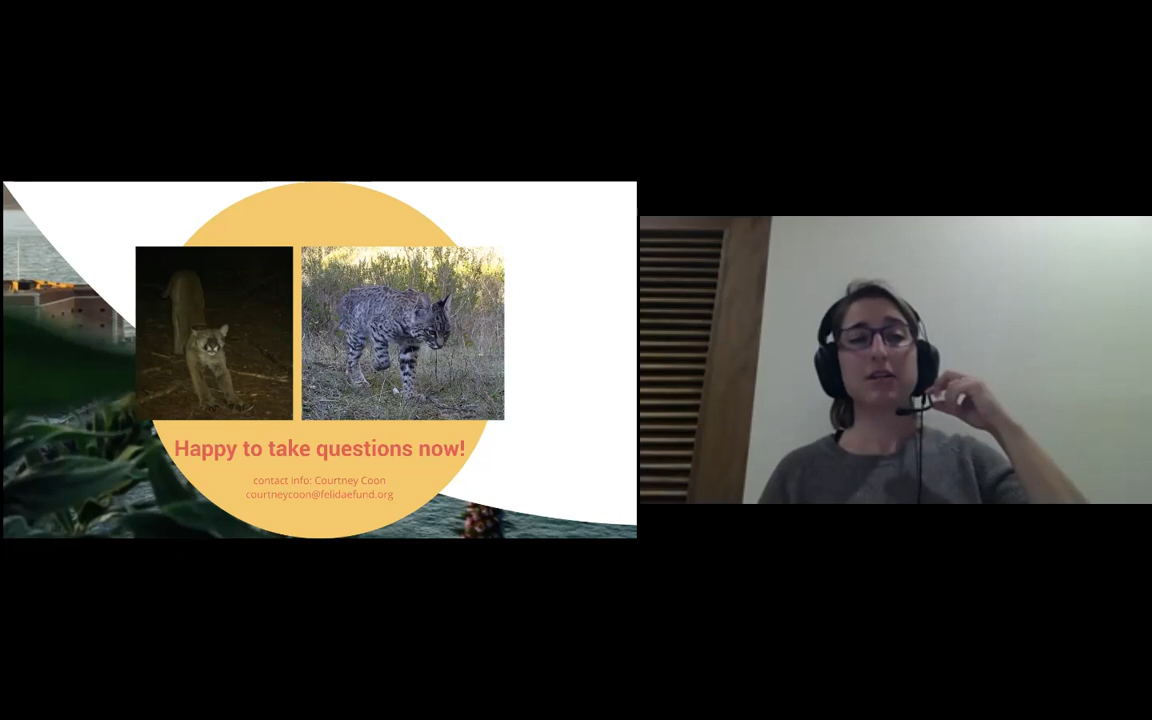 Happy to take questions now!
contact info: Courtney Coon
courtneycoon@felidaefund.org